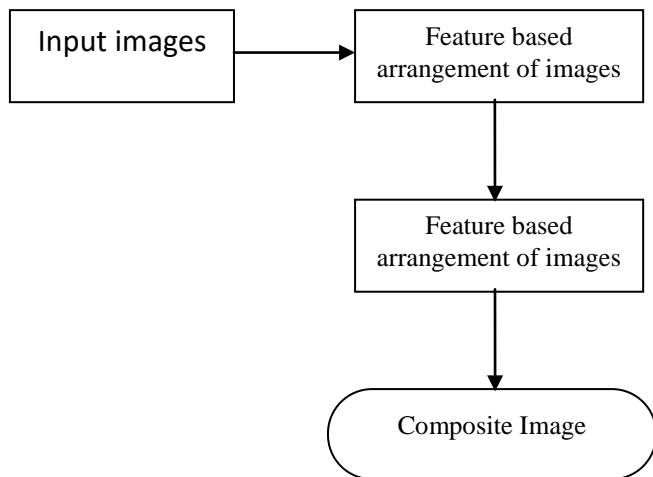 Input images
Feature based
arrangement of images
Feature based
arrangement of images
Composite Image